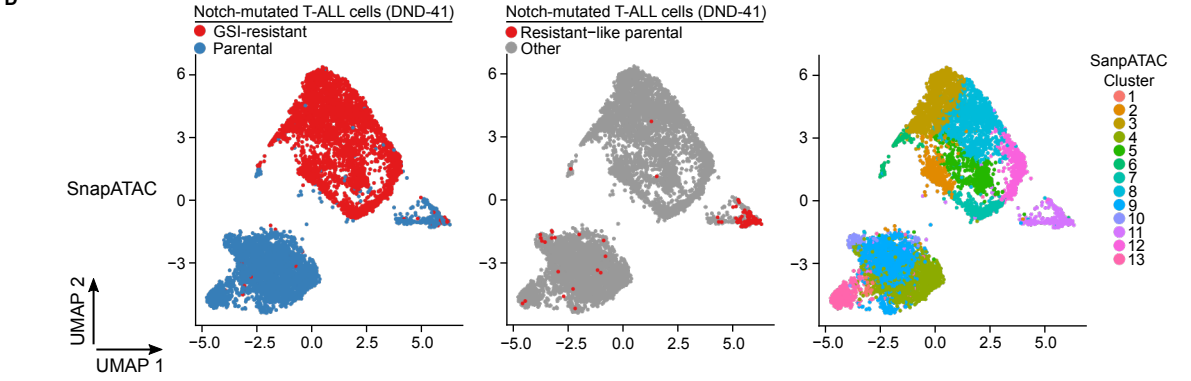 Notch-mutated T-ALL cells (DND-41)
GSI-resistant
Parental
6
3
0
−3
−5.0 −2.5 0.0 2.5 5.0
SnapATAC
UMAP 2
UMAP 1
Notch-mutated T-ALL cells (DND-41)
Resistant−like parental
Other
6
3
0
−3
−5.0 −2.5 0.0 2.5 5.0
6
3
0
−3
−5.0 −2.5 0.0 2.5 5.0
SanpATAC
Cluster
1
2
3
4
5
6
7
8
9
10
11
12
13